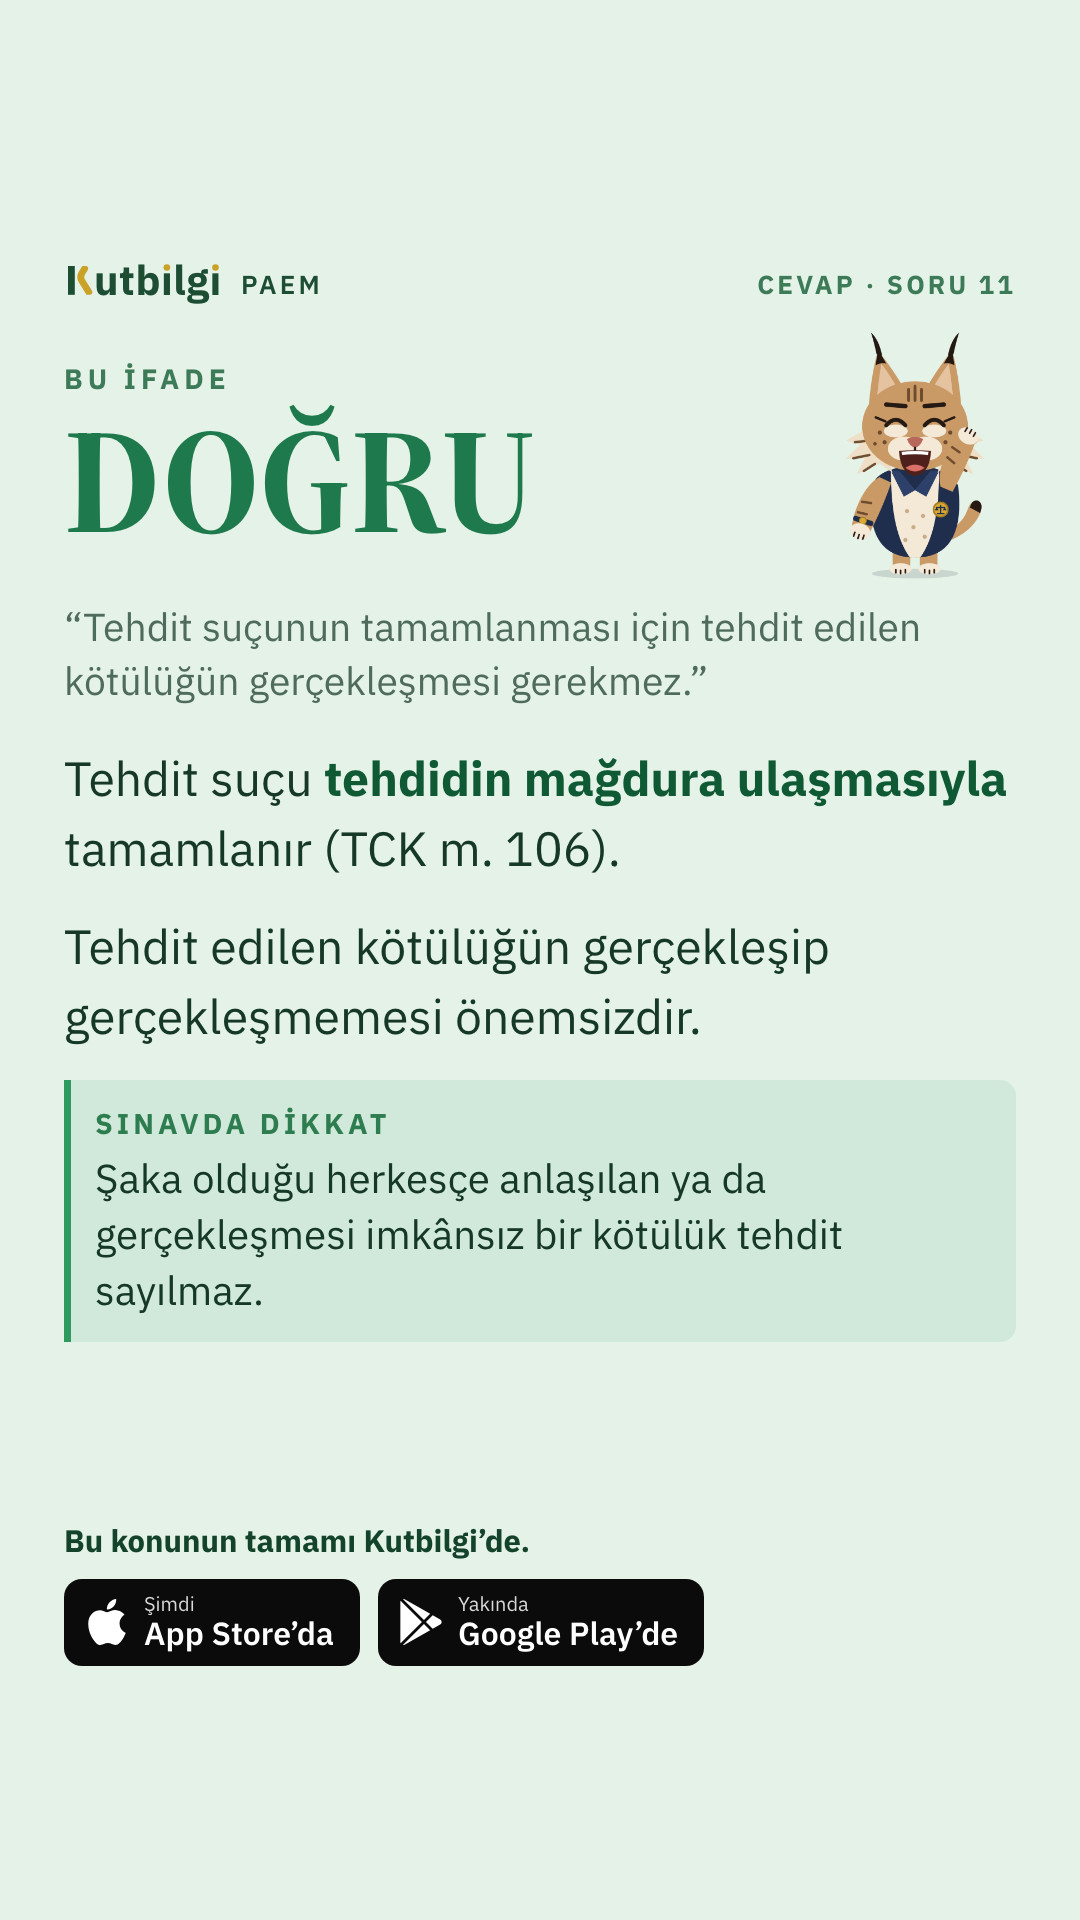 Kutbilgi PAEM
CEVAP · SORU 11
BU İFADE
DOĞRU
“Tehdit suçunun tamamlanması için tehdit edilen
kötülüğün gerçekleşmesi gerekmez.”
Tehdit suçu tehdidin mağdura ulaşmasıyla
tamamlanır (TCK m. 106).
Tehdit edilen kötülüğün gerçekleşip
gerçekleşmemesi önemsizdir.
SINAVDA DİKKAT
Şaka olduğu herkesçe anlaşılan ya da
gerçekleşmesi imkânsız bir kötülük tehdit
sayılmaz.
Bu konunun tamamı Kutbilgi’de.
Şimdi
App Store’da
Yakında
Google Play’de